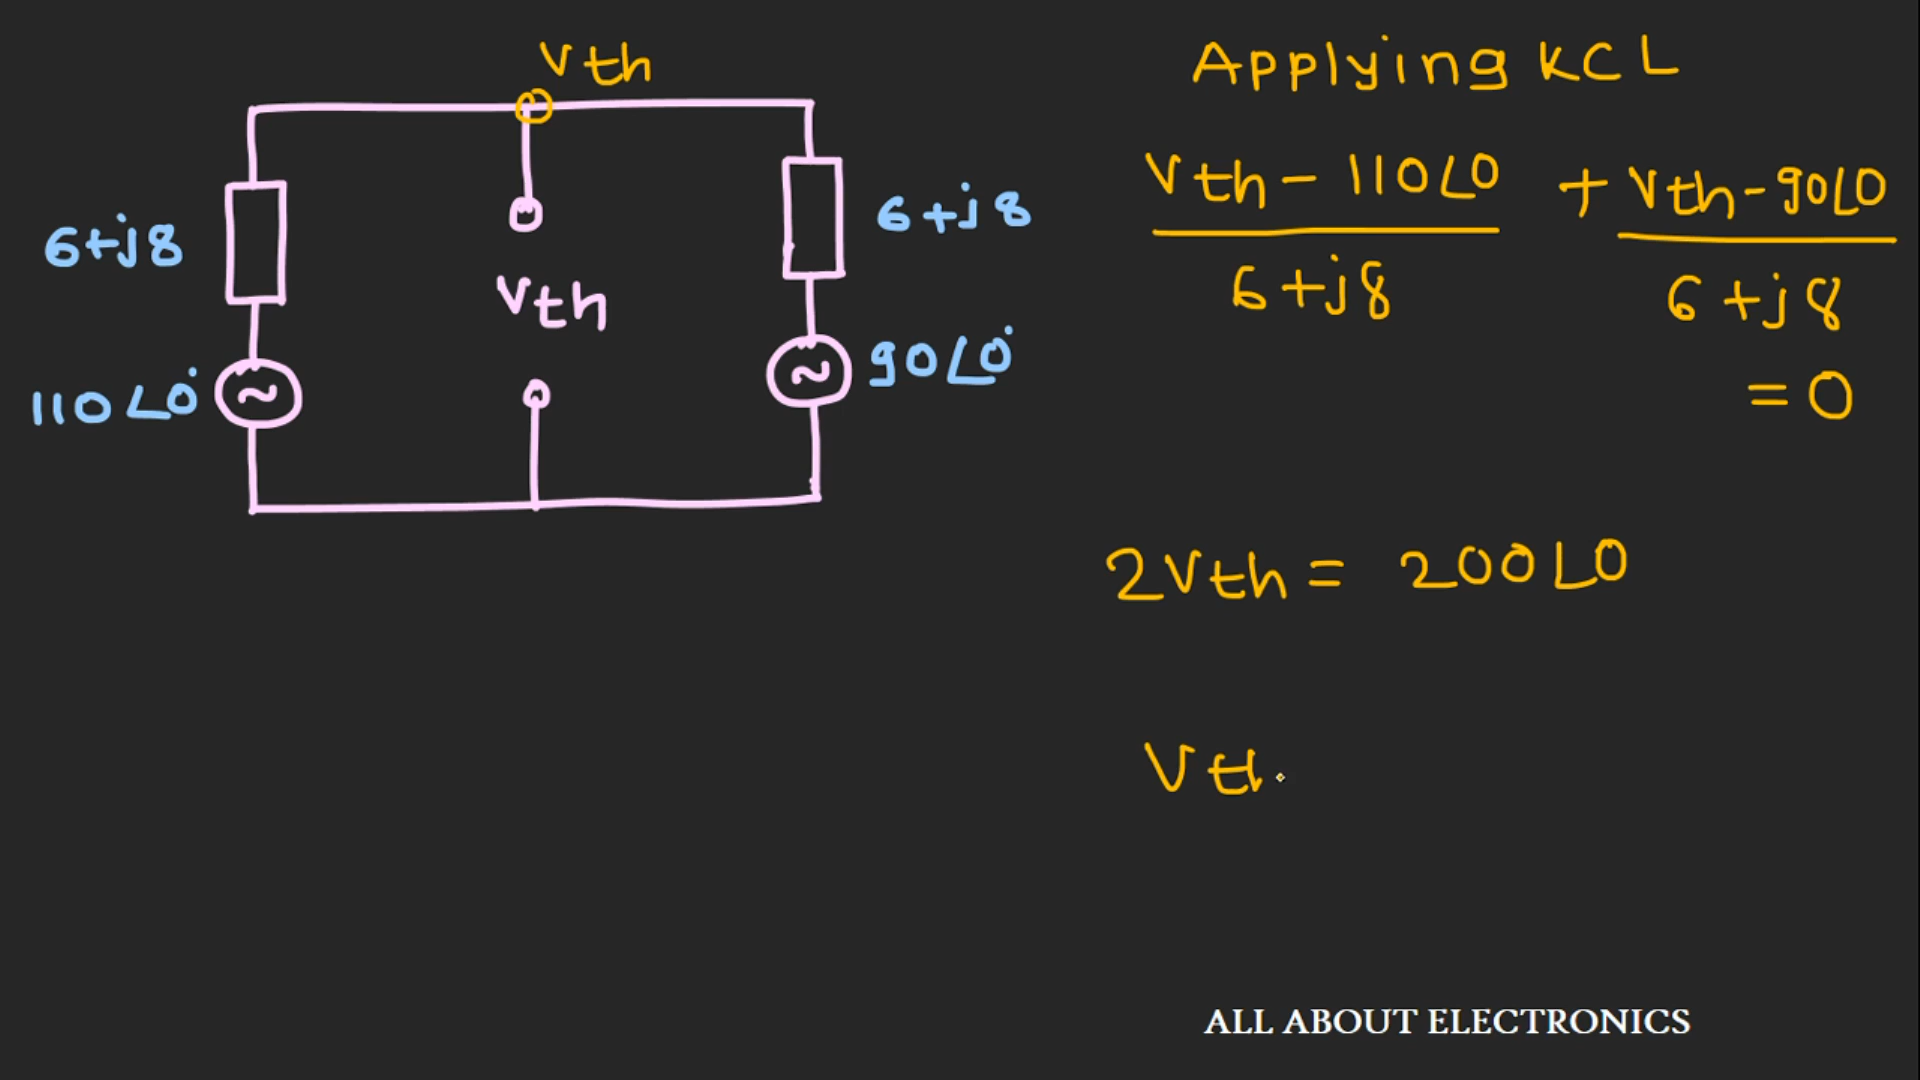 Vth
6+j8
110∠0°
Vth
6+j8
90∠0°
Applying KCL
Vth - 110∠0 + Vth - 90∠0
6+j8 6+j8
= 0
2Vth = 200∠0
Vth
ALL ABOUT ELECTRONICS